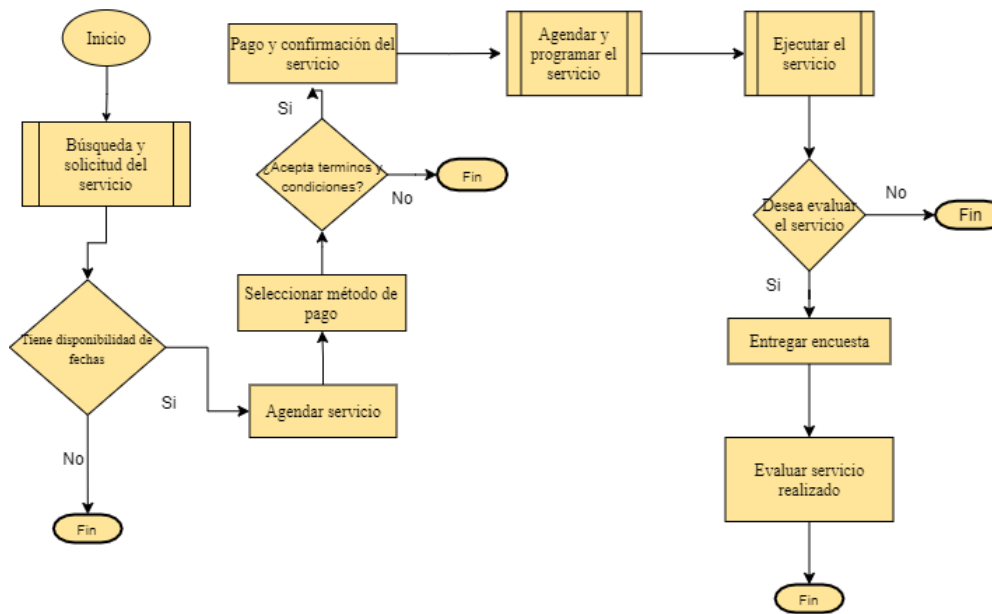 Inicio
Búsqueda y
solicitud del
servicio
Tiene disponibilidad de
fechas
No
Fin
Si
Agendar servicio
Seleccionar método de
pago
¿Acepta terminos y
condiciones?
No
Fin
Si
Pago y confirmación del
servicio
Agendar y
programar el
servicio
Ejecutar el
servicio
Desea evaluar
el servicio
No
Fin
Si
Entregar encuesta
Evaluar servicio
realizado
Fin